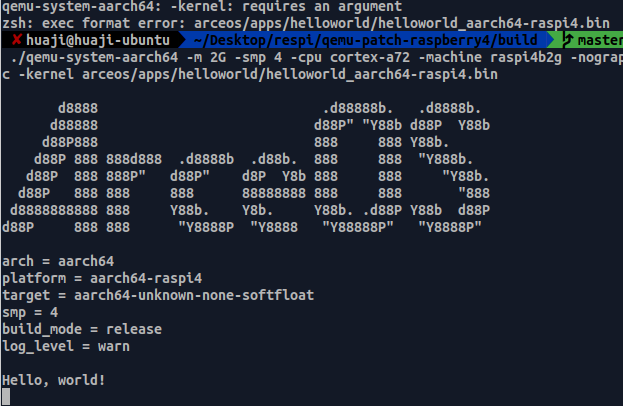 qemu-system-aarch64: -kernel: requires an argument
zsh: exec format error: arceos/apps/helloworld/helloworld_aarch64-raspi4.bin
✘ huaji@huaji-ubuntu ~/Desktop/respi/qemu-patch-raspberry4/build master
./qemu-system-aarch64 -m 2G -smp 4 -cpu cortex-a72 -machine raspi4b2g -nograp
c -kernel arceos/apps/helloworld/helloworld_aarch64-raspi4.bin
       d8888                            .d88888b.   .d8888b.
      d88888                           d88P" "Y88b d88P  Y88b
     d88P888                           888     888 Y88b.
    d88P 888 888d888  .d8888b  .d88b.  888     888  "Y888b.
   d88P  888 888P"   d88P"    d8P  Y8b 888     888     "Y88b.
  d88P   888 888     888      88888888 888     888       "888
 d8888888888 888     Y88b.    Y8b.     Y88b. .d88P Y88b  d88P
d88P     888 888      "Y8888P  "Y8888   "Y88888P"   "Y8888P"
arch = aarch64
platform = aarch64-raspi4
target = aarch64-unknown-none-softfloat
smp = 4
build_mode = release
log_level = warn
Hello, world!